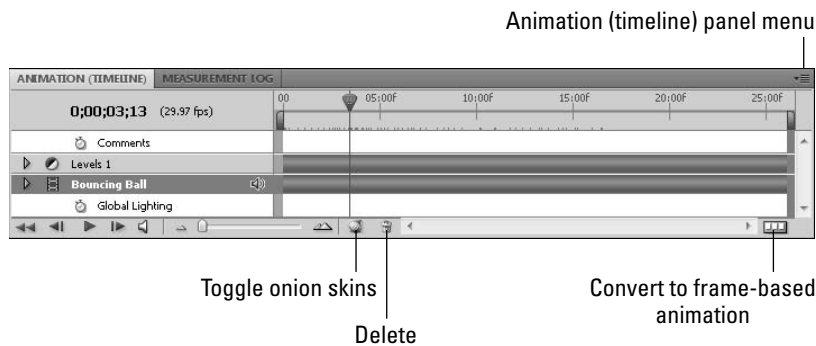 Animation (timeline) panel menu
ANIMATION (TIMELINE) MEASUREMENT LOG
0;00;03;13 (29.97 fps)
00 05:00f 10:00f 15:00f 20:00f 25:00f
Comments
Levels 1
Bouncing Ball
Global Lighting
Toggle onion skins
Delete
Convert to frame-based
animation